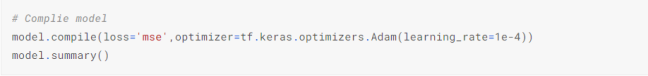 # Complie model
model.compile(loss='mse',optimizer=tf.keras.optimizers.Adam(learning_rate=1e-4))
model.summary()